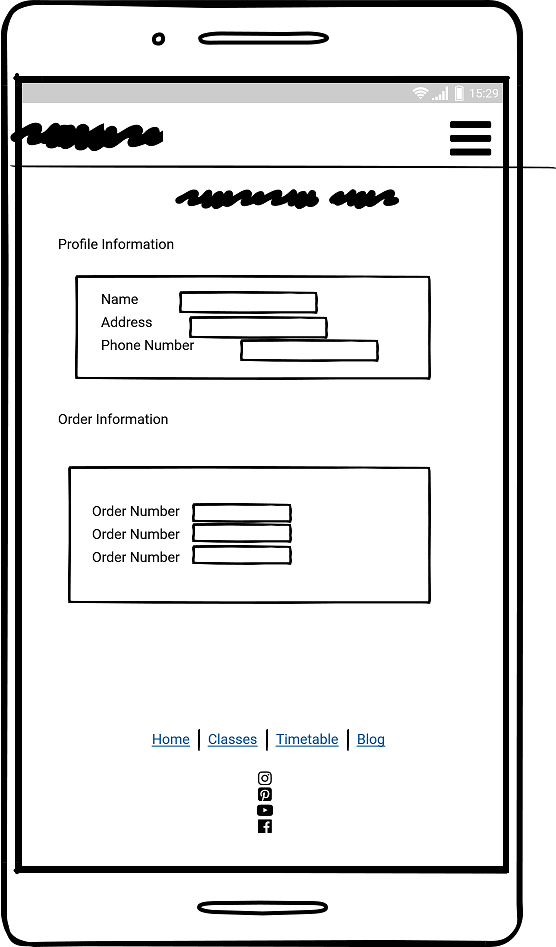 15:29
Profile Information
Name
Address
Phone Number
Order Information
Order Number
Order Number
Order Number
Home | Classes | Timetable | Blog